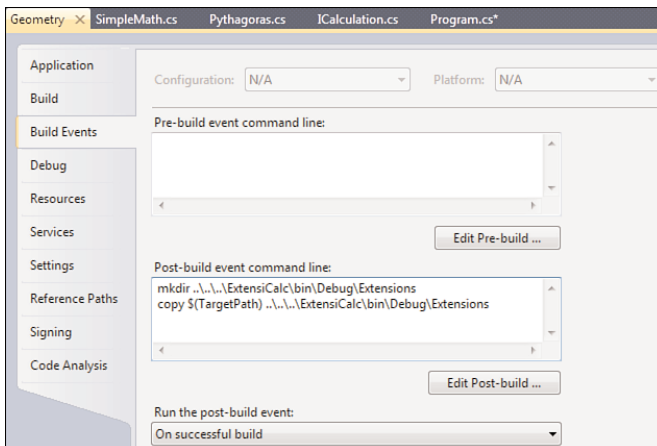 Geometry × SimpleMath.cs Pythagoras.cs ICalculation.cs Program.cs*
Application
Configuration: N/A Platform: N/A
Build
Build Events
Pre-build event command line:
Debug
Resources
Services
Edit Pre-build ...
Settings
Post-build event command line:
mkdir ..\..\..\ExtensiCalc\bin\Debug\Extensions
Reference Paths
copy $(TargetPath) ..\..\..\ExtensiCalc\bin\Debug\Extensions
Signing
Code Analysis
Edit Post-build ...
Run the post-build event:
On successful build